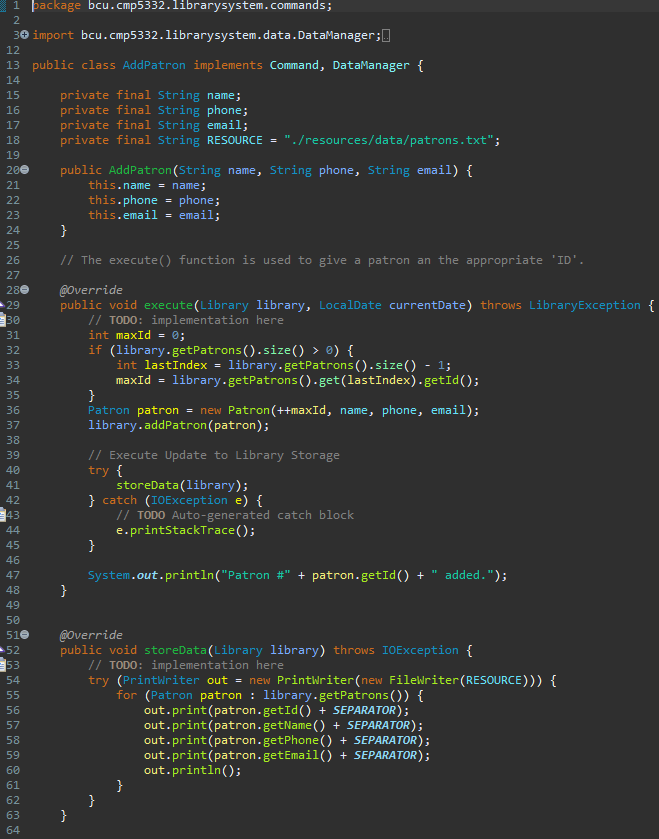 1 package bcu.cmp5332.librarysystem.commands;
2
3 import bcu.cmp5332.librarysystem.data.DataManager;
12
13 public class AddPatron implements Command, DataManager {
14
15 private final String name;
16 private final String phone;
17 private final String email;
18 private final String RESOURCE = "./resources/data/patrons.txt";
19
20 public AddPatron(String name, String phone, String email) {
21 this.name = name;
22 this.phone = phone;
23 this.email = email;
24 }
25
26 // The execute() function is used to give a patron an the appropriate 'ID'.
27
28 @Override
29 public void execute(Library library, LocalDate currentDate) throws LibraryException {
30 // TODO: implementation here
31 int maxId = 0;
32 if (library.getPatrons().size() > 0) {
33 int lastIndex = library.getPatrons().size() - 1;
34 maxId = library.getPatrons().get(lastIndex).getId();
35 }
36 Patron patron = new Patron(++maxId, name, phone, email);
37 library.addPatron(patron);
38
39 // Execute Update to Library Storage
40 try {
41 storeData(library);
42 } catch (IOException e) {
43 // TODO Auto-generated catch block
44 e.printStackTrace();
45 }
46
47 System.out.println("Patron #" + patron.getId() + " added.");
48 }
49
50
51 @Override
52 public void storeData(Library library) throws IOException {
53 // TODO: implementation here
54 try (PrintWriter out = new PrintWriter(new FileWriter(RESOURCE))) {
55 for (Patron patron : library.getPatrons()) {
56 out.print(patron.getId() + SEPARATOR);
57 out.print(patron.getName() + SEPARATOR);
58 out.print(patron.getPhone() + SEPARATOR);
59 out.print(patron.getEmail() + SEPARATOR);
60 out.println();
61 }
62 }
63 }
64